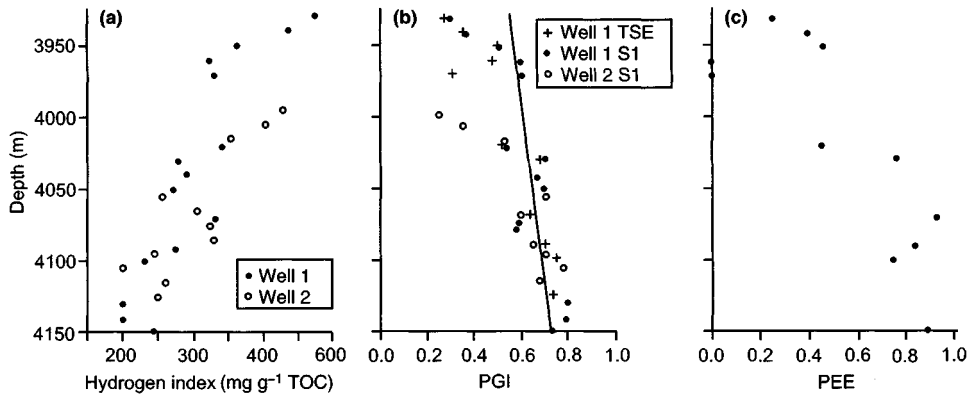 (a)
3950
4000
4050
4100
4150
Depth (m)
Well 1
Well 2
200
300
400
500
600
Hydrogen index (mg g⁻¹ TOC)
(b)
Well 1 TSE
Well 1 S1
Well 2 S1
0.0
0.2
0.4
0.6
0.8
1.0
PGI
(c)
0.0
0.2
0.4
0.6
0.8
1.0
PEE